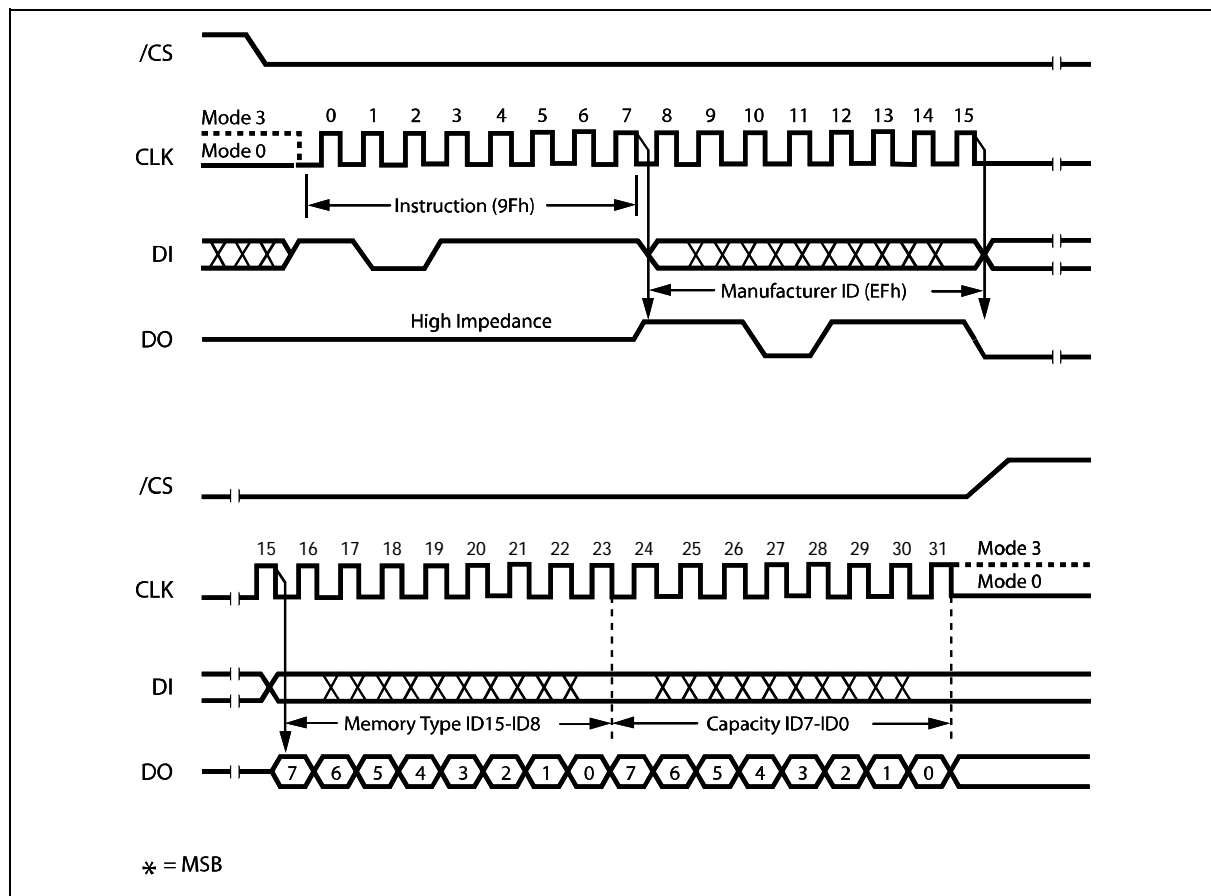 /CS
Mode 3
0 1 2 3 4 5 6 7 8 9 10 11 12 13 14 15
Mode 0
CLK
Instruction (9Fh)
DI
Manufacturer ID (EFh)
High Impedance
DO
/CS
15 16 17 18 19 20 21 22 23 24 25 26 27 28 29 30 31
Mode 3
Mode 0
CLK
DI
Memory Type ID15-ID8
Capacity ID7-ID0
DO
7 6 5 4 3 2 1 0 7 6 5 4 3 2 1 0
* = MSB